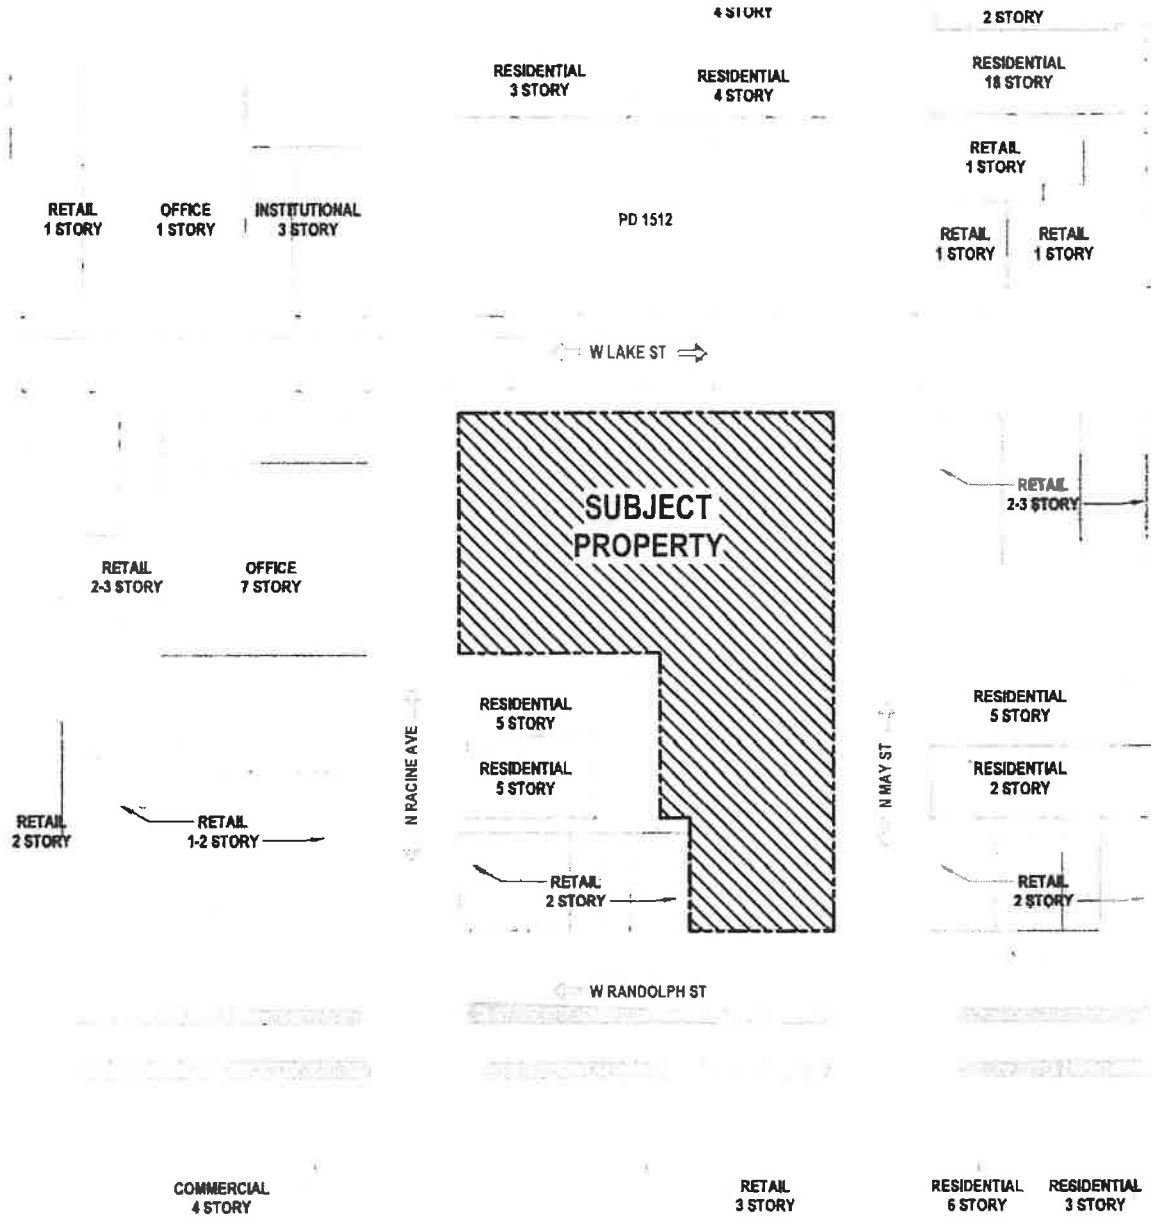 4 STORY
2 STORY
RESIDENTIAL
3 STORY
RESIDENTIAL
4 STORY
RESIDENTIAL
18 STORY
RETAIL
1 STORY
RETAIL
1 STORY
OFFICE
1 STORY
INSTITUTIONAL
3 STORY
PD 1512
RETAIL
1 STORY
RETAIL
1 STORY
W LAKE ST
SUBJECT
PROPERTY
RETAIL
2-3 STORY
RETAIL
2-3 STORY
OFFICE
7 STORY
RESIDENTIAL
5 STORY
RESIDENTIAL
5 STORY
N RACINE AVE
N MAY ST
RESIDENTIAL
5 STORY
RESIDENTIAL
2 STORY
RETAIL
2 STORY
RETAIL
1-2 STORY
RETAIL
2 STORY
RETAIL
2 STORY
W RANDOLPH ST
COMMERCIAL
4 STORY
RETAIL
3 STORY
RESIDENTIAL
6 STORY
RESIDENTIAL
3 STORY